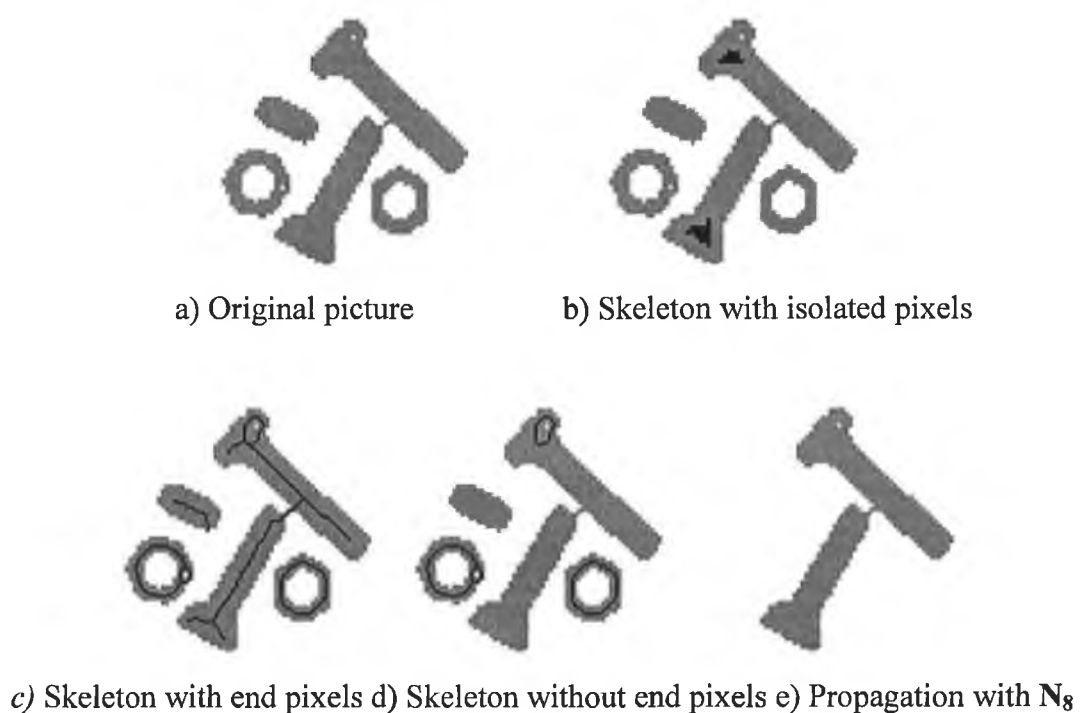 a) Original picture b) Skeleton with isolated pixels
c) Skeleton with end pixels d) Skeleton without end pixels e) Propagation with N8